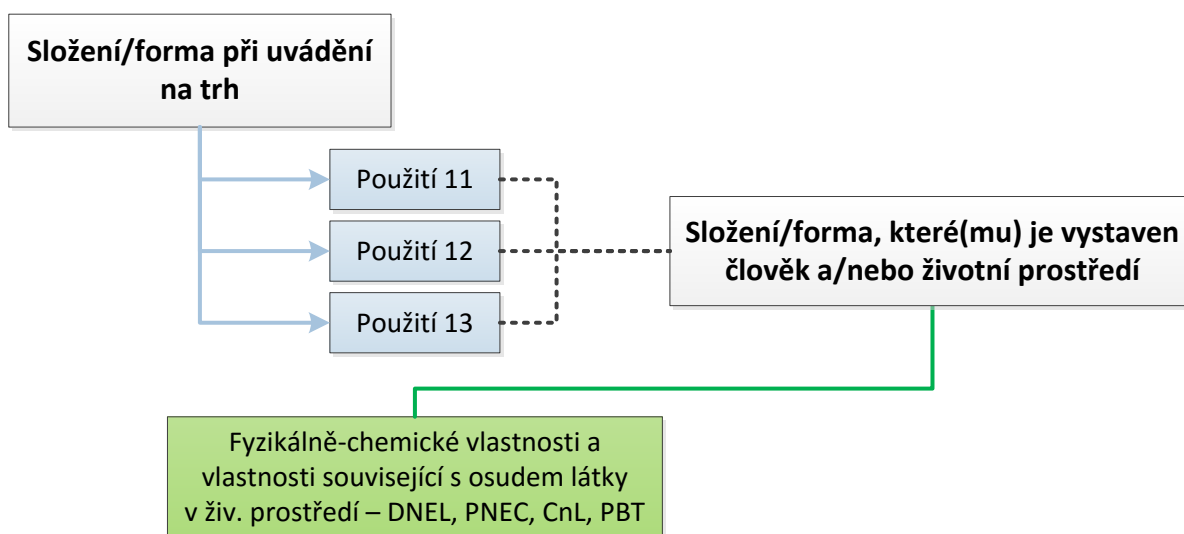 Složení/forma při uvádění
na trh
Použití 11
Použití 12
Použití 13
Složení/forma, které(mu) je vystaven
člověk a/nebo životní prostředí
Fyzikálně-chemické vlastnosti a
vlastnosti související s osudem látky
v živ. prostředí – DNEL, PNEC, CnL, PBT